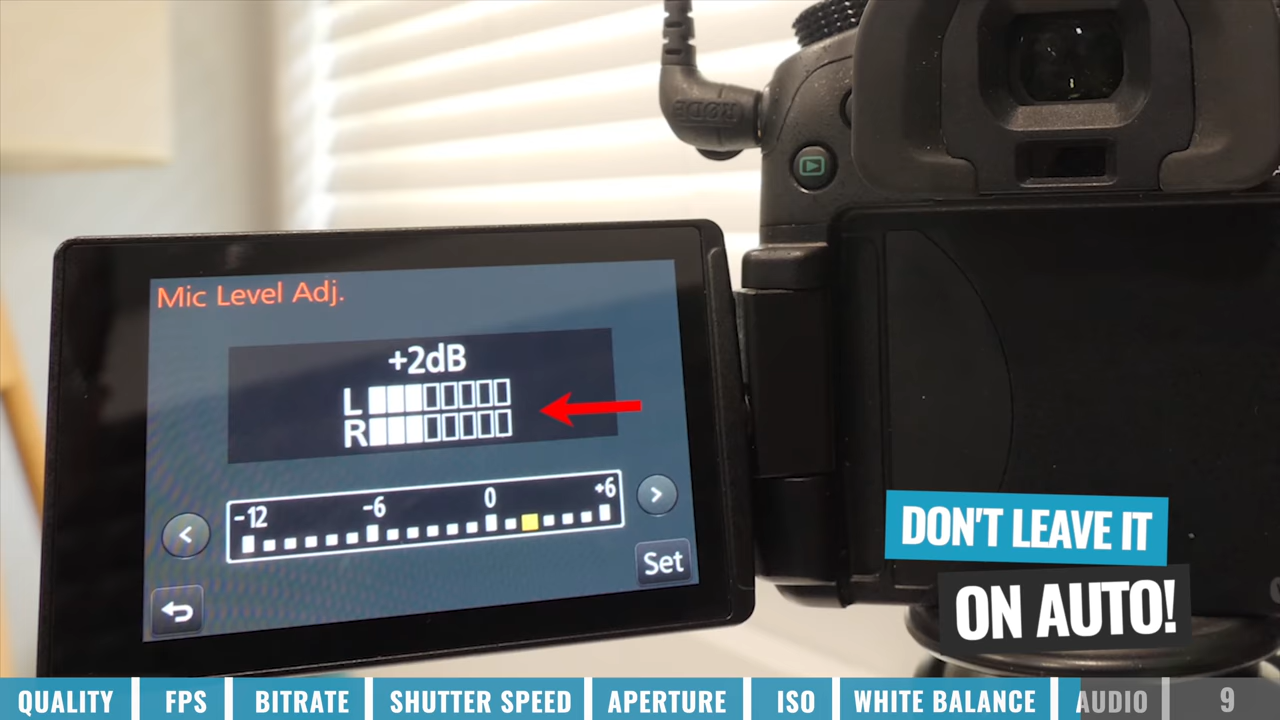 RØDE
Mic Level Adj.
+2dB
L
R
-12 -6 0 +6
Set
DON'T LEAVE IT
ON AUTO!
QUALITY FPS BITRATE SHUTTER SPEED APERTURE ISO WHITE BALANCE AUDIO 9